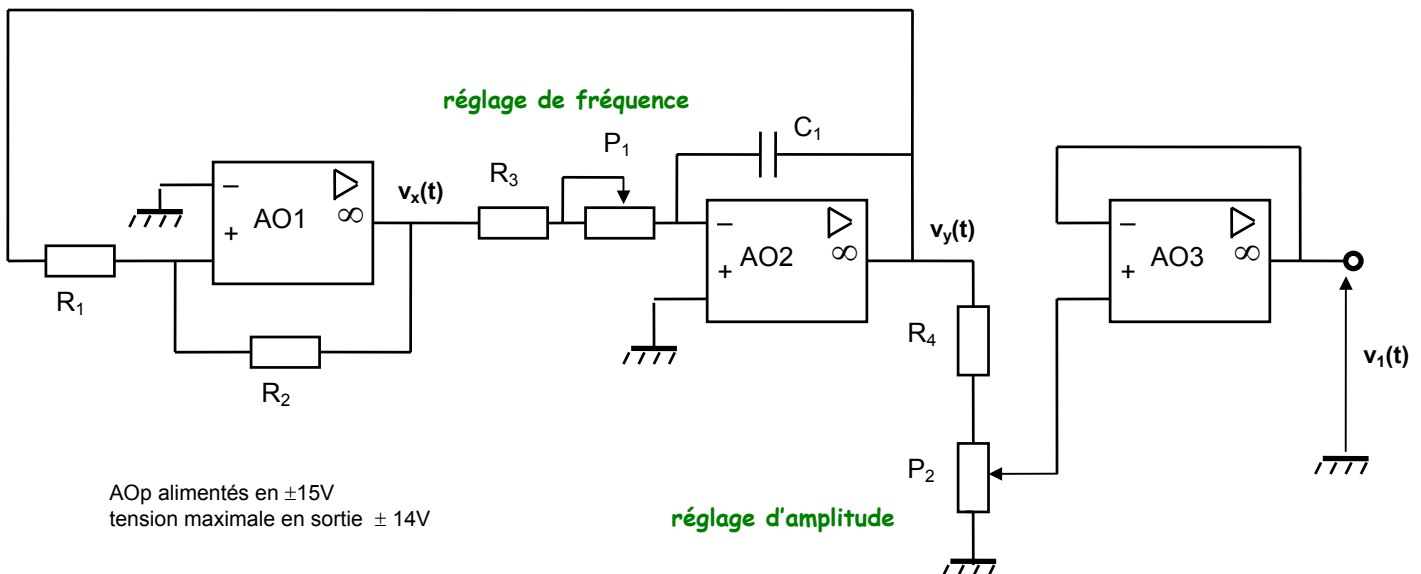 réglage de fréquence
C₁
P₁
R₃
vₓ(t)
–
AO1
∞
+
R₁
R₂
–
AO2
∞
+
v_y(t)
–
AO3
∞
+
R₄
v₁(t)
P₂
AOp alimentés en ±15V
tension maximale en sortie ± 14V
réglage d'amplitude